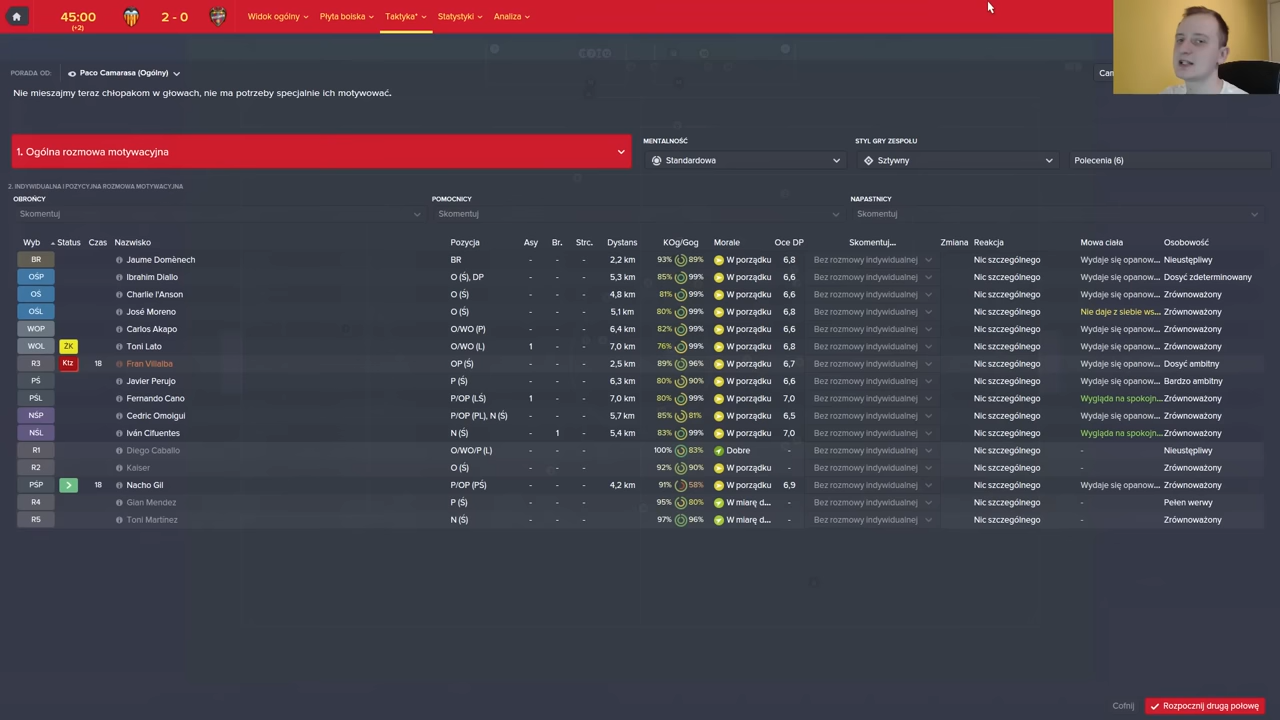 45:00 2 - 0 Widok ogólny Płyta boiska Taktyka* Statystyki Analiza
(+2)
PORADA OD: Paco Camarasa (Ogólny)
Nie mieszajmy teraz chłopakom w głowach, nie ma potrzeby specjalnie ich motywować.
1. Ogólna rozmowa motywacyjna
MENTALNOŚĆ STYL GRY ZESPOŁU
Standardowa Sztywny Polecenia (6)
2. INDYWIDUALNA I POZYCYJNA ROZMOWA MOTYWACYJNA
OBROŃCY POMOCNICY NAPASTNICY
Skomentuj Skomentuj Skomentuj
Wyb Status Czas Nazwisko Pozycja Asy Br. Strc. Dystans KOg/Gog Morale Oce DP Skomentuj... Zmiana Reakcja Mowa ciała Osobowość
BR Jaume Domènech BR - - - 2,2 km 93% 89% W porządku 6,8 Bez rozmowy indywidualnej Nic szczególnego Wydaje się opanow... Nieustępliwy
OŚP Ibrahim Diallo O (Ś), DP - - - 5,3 km 85% 99% W porządku 6,6 Bez rozmowy indywidualnej Nic szczególnego Wydaje się opanow... Dosyć zdeterminowany
OŚ Charlie I'Anson O (Ś) - - - 4,8 km 81% 99% W porządku 6,6 Bez rozmowy indywidualnej Nic szczególnego Wydaje się opanow... Zrównoważony
OŚL José Moreno O (Ś) - - - 5,1 km 80% 99% W porządku 6,8 Bez rozmowy indywidualnej Nic szczególnego Nie daje z siebie ws... Zrównoważony
WOP Carlos Akapo O/WO (P) - - - 6,4 km 82% 99% W porządku 6,6 Bez rozmowy indywidualnej Nic szczególnego Wydaje się opanow... Zrównoważony
WOL ŻK Toni Lato O/WO (L) 1 - - 7,0 km 76% 99% W porządku 6,8 Bez rozmowy indywidualnej Nic szczególnego Wydaje się opanow... Zrównoważony
R3 Ktz 18 Fran Villalba OP (Ś) - - - 2,5 km 89% 96% W porządku 6,7 Bez rozmowy indywidualnej Nic szczególnego Wydaje się opanow... Dosyć ambitny
PŚ Javier Perujo P (Ś) - - - 6,3 km 80% 90% W porządku 6,6 Bez rozmowy indywidualnej Nic szczególnego Wydaje się opanow... Bardzo ambitny
PŚL Fernando Cano P/OP (LŚ) 1 - - 7,0 km 80% 99% W porządku 7,0 Bez rozmowy indywidualnej Nic szczególnego Wygląda na spokojn... Zrównoważony
NŚP Cedric Omoigui P/OP (PL), N (Ś) - - - 5,7 km 85% 81% W porządku 6,5 Bez rozmowy indywidualnej Nic szczególnego Wydaje się opanow... Zrównoważony
NŚL Iván Cifuentes N (Ś) - 1 - 5,4 km 83% 99% W porządku 7,0 Bez rozmowy indywidualnej Nic szczególnego Wygląda na spokojn... Zrównoważony
R1 Diego Caballo O/WO/P (L) - - - 100% 83% Dobre - Bez rozmowy indywidualnej Nic szczególnego - Nieustępliwy
R2 Kaiser O (Ś) - - - 92% 90% W porządku - Bez rozmowy indywidualnej Nic szczególnego - Zrównoważony
PŚP 18 Nacho Gil P/OP (PŚ) - - - 4,2 km 91% 58% W porządku 6,9 Bez rozmowy indywidualnej Nic szczególnego Wydaje się opanow... Zrównoważony
R4 Gian Mendez P (Ś) - - - 95% 80% W miarę d... - Bez rozmowy indywidualnej Nic szczególnego - Pełen werwy
R5 Toni Martínez N (Ś) - - - 97% 96% W miarę d... - Bez rozmowy indywidualnej Nic szczególnego - Zrównoważony
Cofnij Rozpocznij drugą połowę